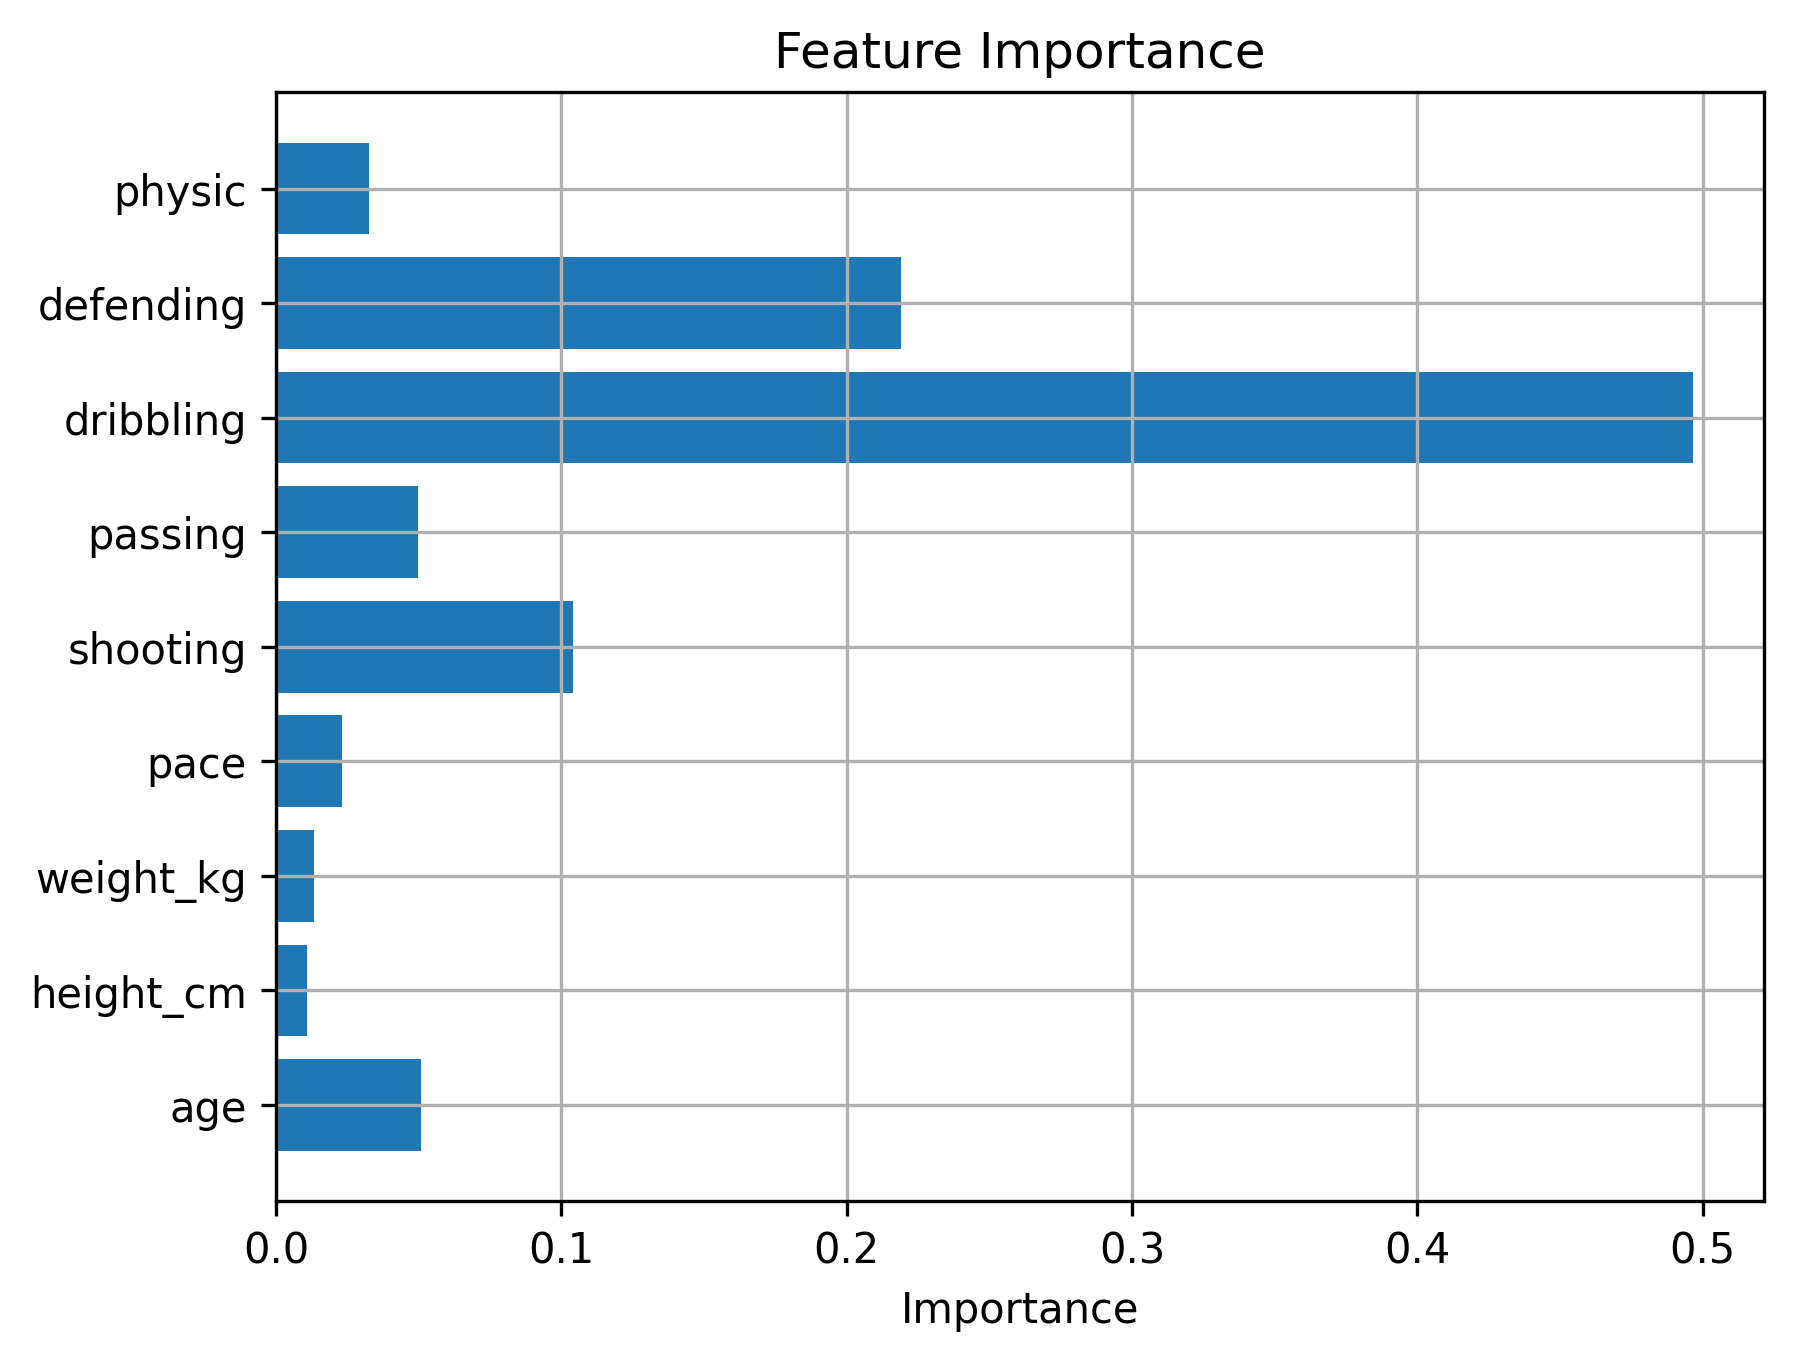 Feature Importance
physic
defending
dribbling
passing
shooting
pace
weight_kg
height_cm
age
0.0 0.1 0.2 0.3 0.4 0.5
Importance